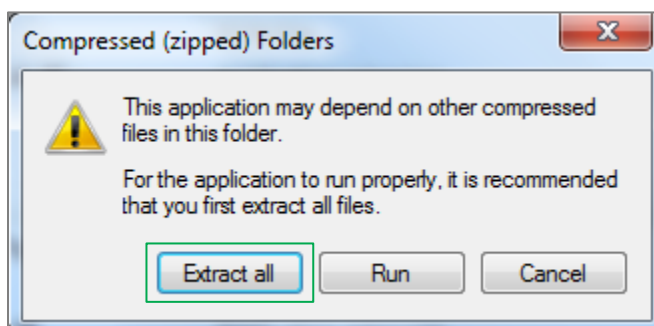 Compressed (zipped) Folders
This application may depend on other compressed
files in this folder.
For the application to run properly, it is recommended
that you first extract all files.
Extract all Run Cancel